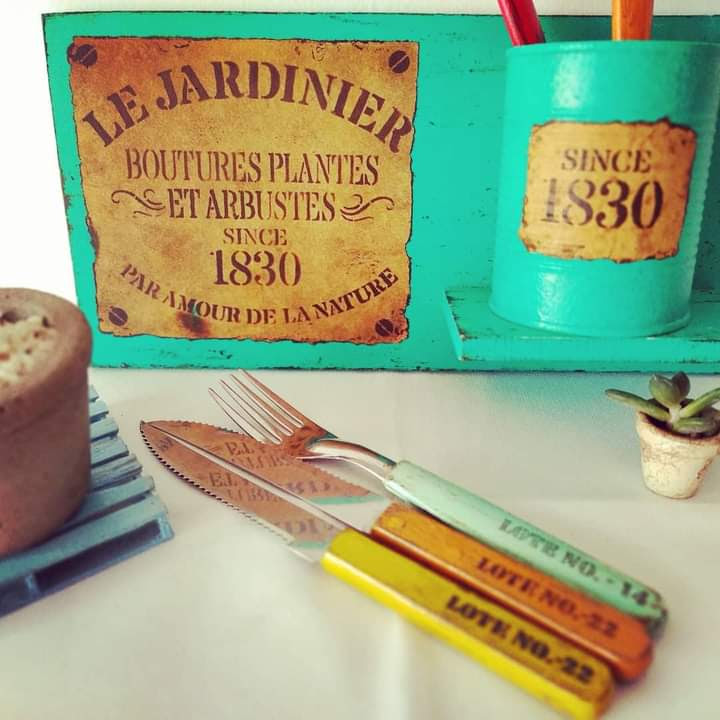 LE JARDINIER
BOUTURES PLANTES
ET ARBUSTES
SINCE
1830
PAR AMOUR DE LA NATURE
SINCE
1830
LOTE NO. - 14
LOTE NO.-22
LOTE NO.-22